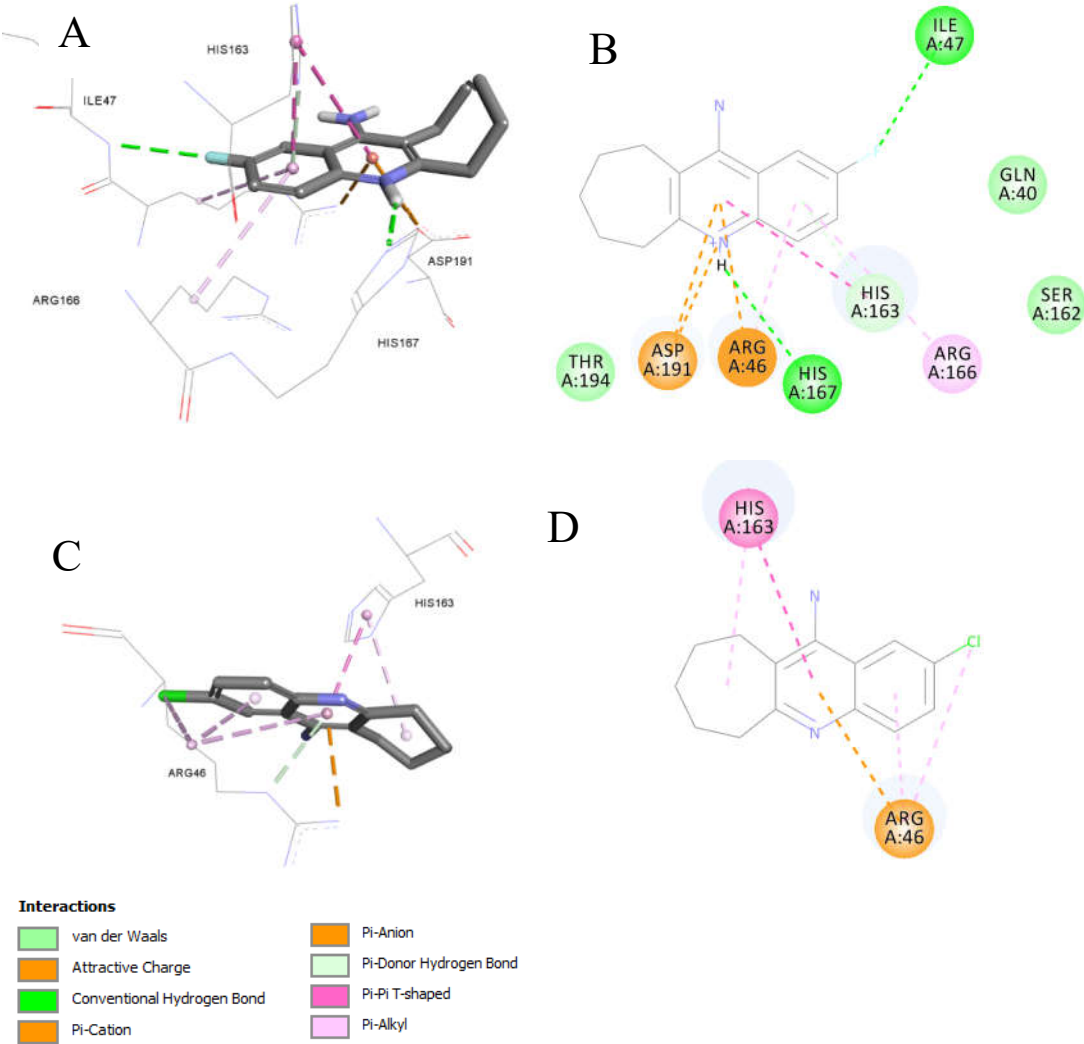 A
HIS163
ILE47
ARG166
ASP191
HIS167
B
ILE
A:47
N
GLN
A:40
+N
H
HIS
A:163
SER
A:162
THR
A:194
ASP
A:191
ARG
A:46
HIS
A:167
ARG
A:166
C
HIS163
ARG46
D
HIS
A:163
N
Cl
N
ARG
A:46
Interactions
van der Waals
Attractive Charge
Conventional Hydrogen Bond
Pi-Cation
Pi-Anion
Pi-Donor Hydrogen Bond
Pi-Pi T-shaped
Pi-Alkyl